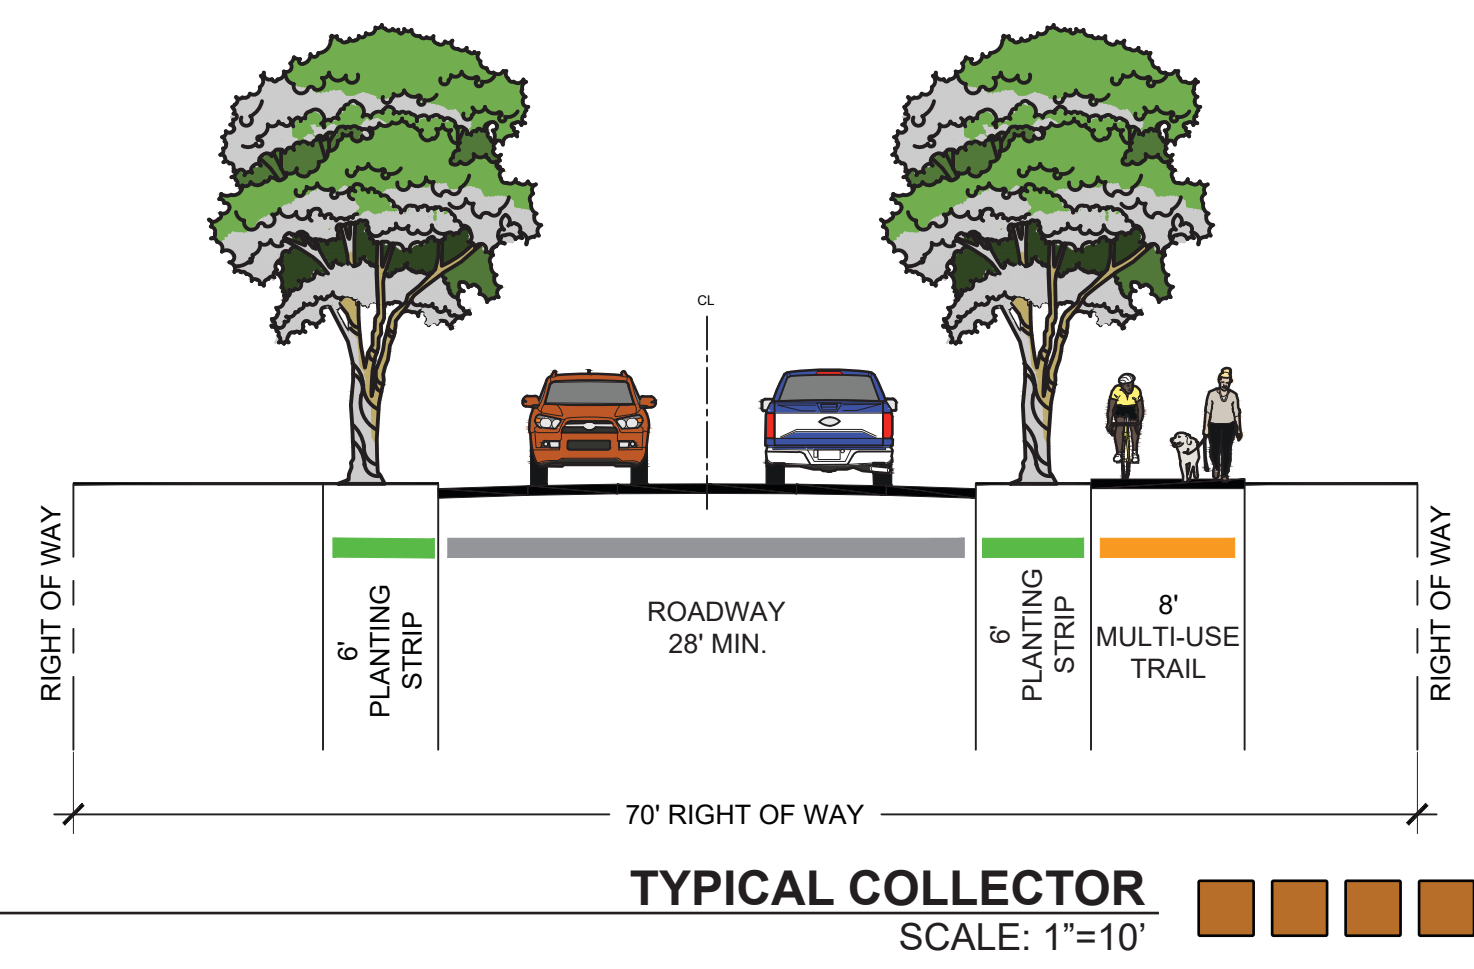 CL
RIGHT OF WAY
6'
PLANTING
STRIP
ROADWAY
28' MIN.
6'
PLANTING
STRIP
8'
MULTI-USE
TRAIL
RIGHT OF WAY
70' RIGHT OF WAY
TYPICAL COLLECTOR
SCALE: 1”=10’